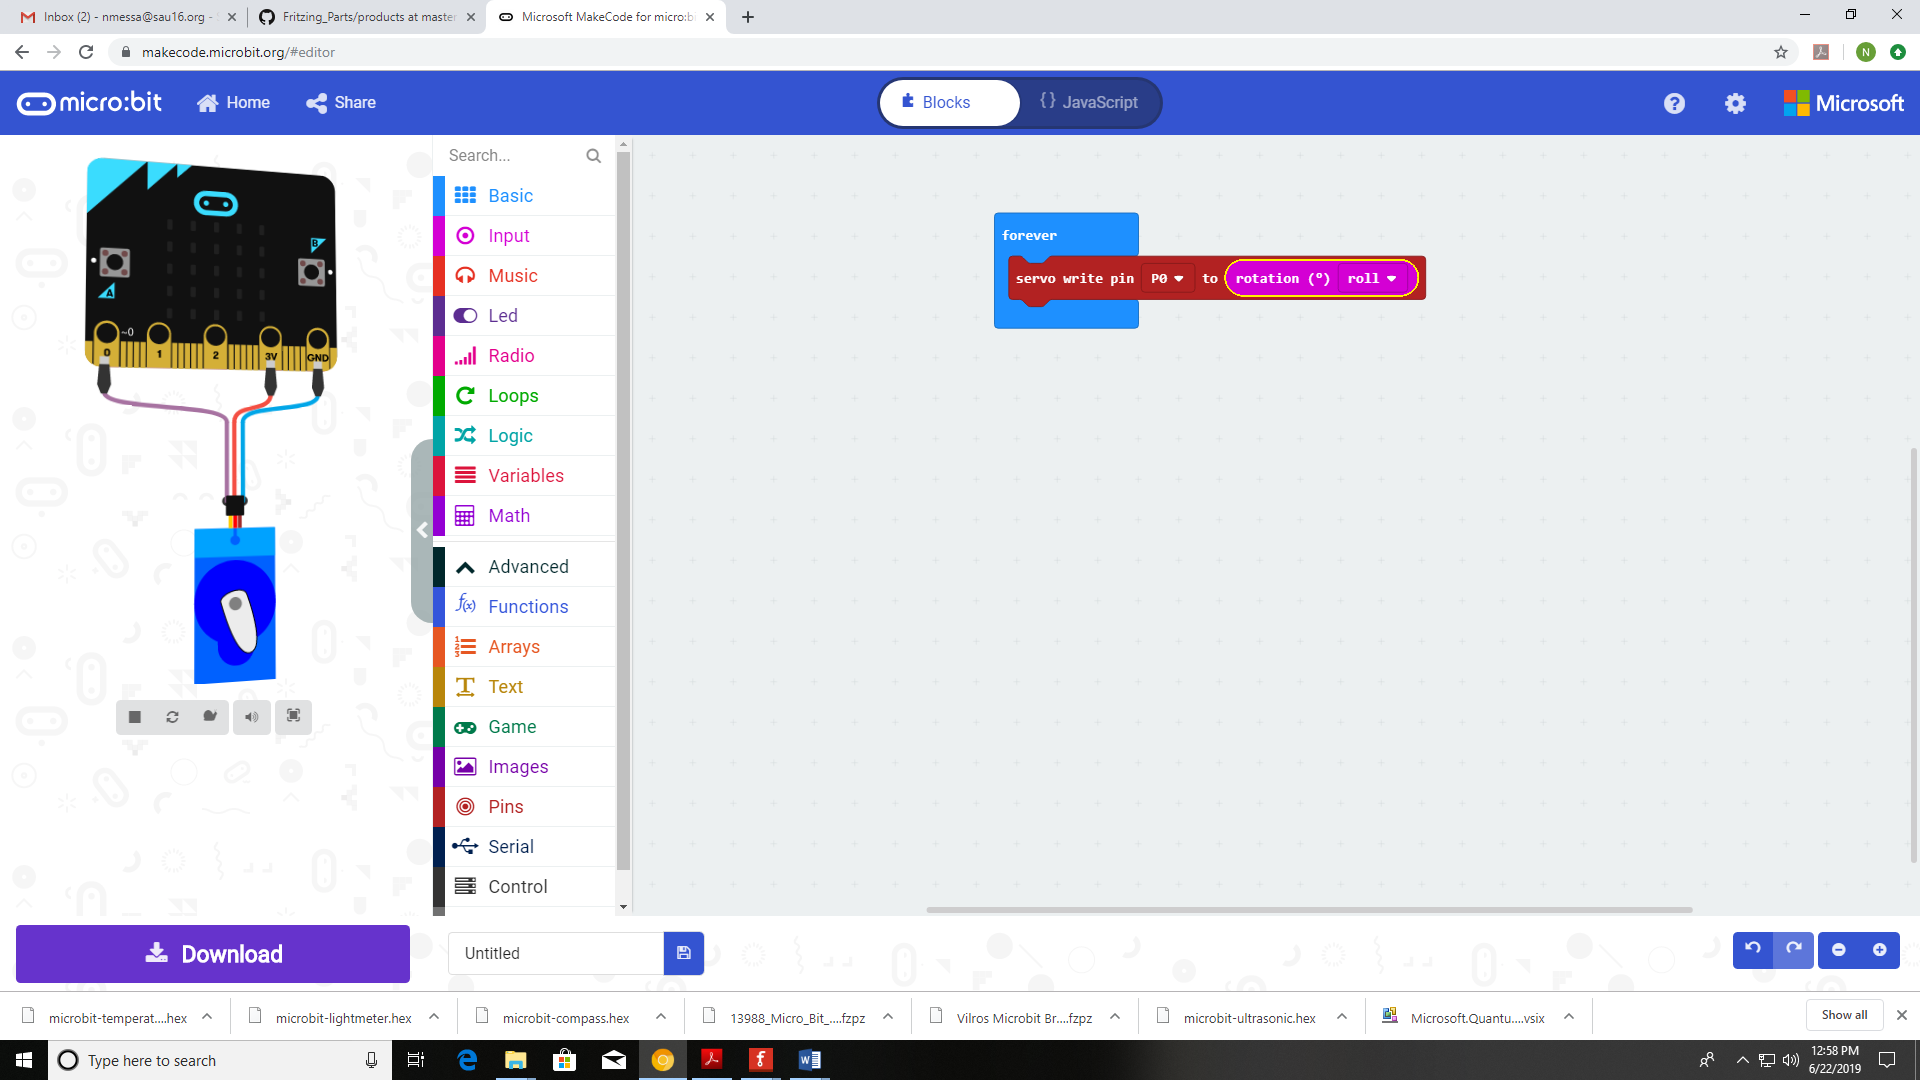 Inbox (2) - nmessa@sau16.org -
Fritzing_Parts/products at master
Microsoft MakeCode for micro:bi
makecode.microbit.org/#editor
N
micro:bit
Home
Share
Blocks
{} JavaScript
Microsoft
Search...
Basic
Input
Music
Led
Radio
Loops
Logic
Variables
Math
Advanced
Functions
Arrays
Text
Game
Images
Pins
Serial
Control
B
A
~0
0 1 2 3V GND
forever
servo write pin P0 to rotation (°) roll
Download
Untitled
microbit-temperat....hex
microbit-lightmeter.hex
microbit-compass.hex
13988_Micro_Bit_....fzpz
Vilros Microbit Br....fzpz
microbit-ultrasonic.hex
Microsoft.Quantu....vsix
Show all
Type here to search
12:58 PM
6/22/2019